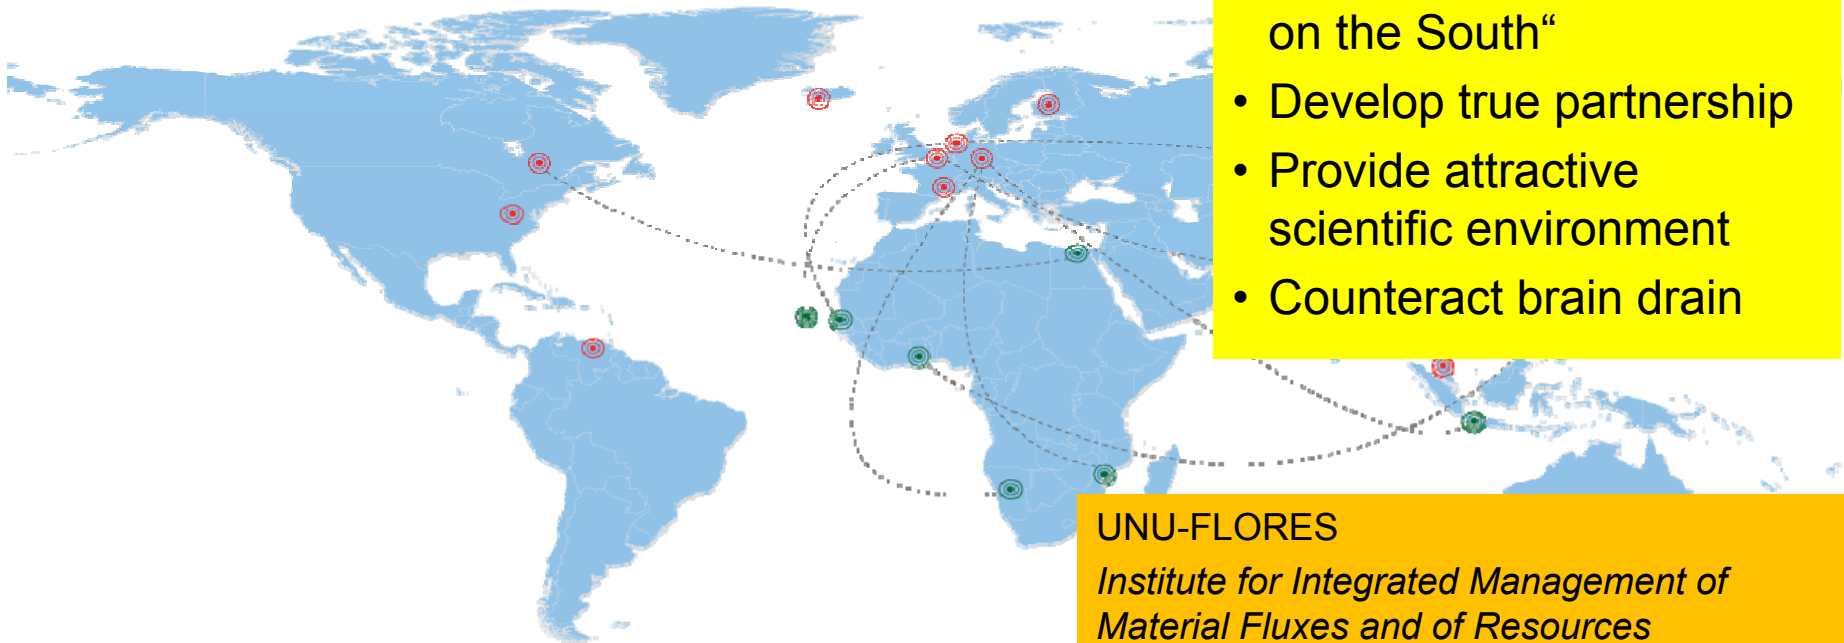 on the South“
• Develop true partnership
• Provide attractive
scientific environment
• Counteract brain drain
UNU-FLORES
Institute for Integrated Management of
Material Fluxes and of Resources